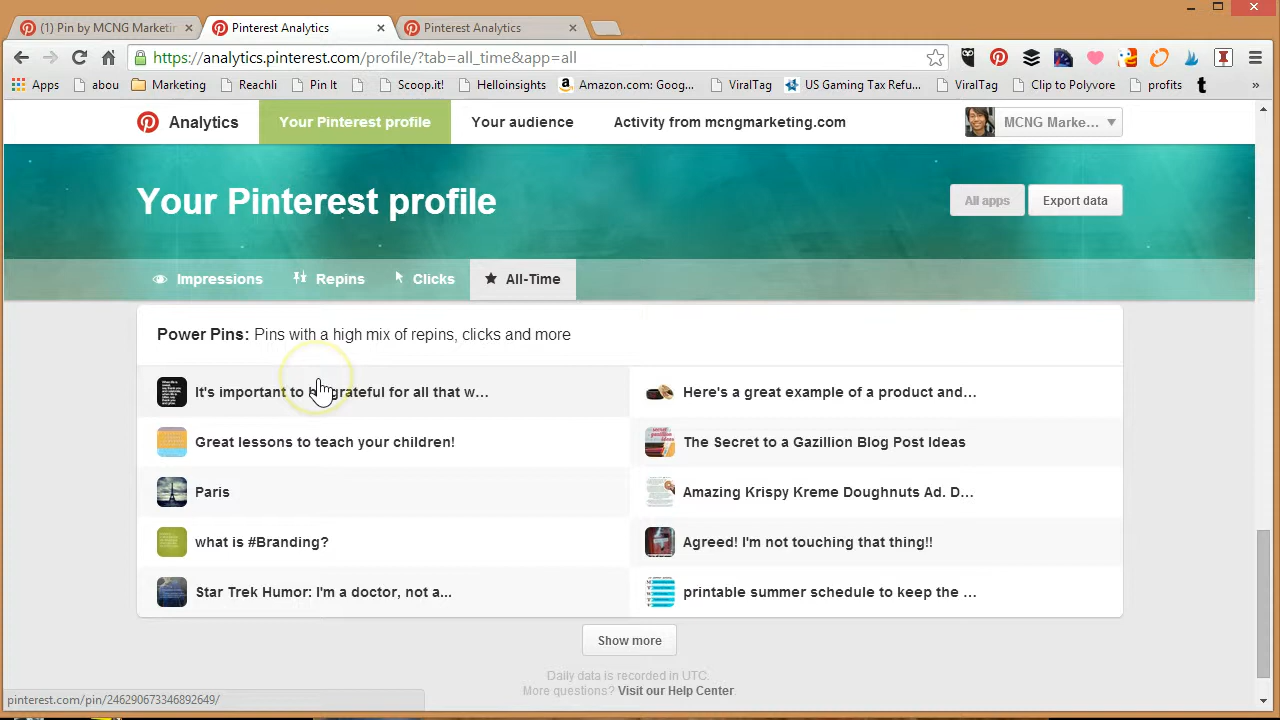 (1) Pin by MCNG Marketin
Pinterest Analytics
Pinterest Analytics
https://analytics.pinterest.com/profile/?tab=all_time&app=all
Apps abou Marketing Reachli Pin It Scoop.it! Hellpinsights Amazon.com: Goog... ViralTag US Gaming Tax Refu... ViralTag Clip to Polyvore profits t »
Analytics Your Pinterest profile Your audience Activity from mcngmarketing.com MCNG Marke...
Your Pinterest profile
All apps Export data
Impressions Repins Clicks All-Time
Power Pins: Pins with a high mix of repins, clicks and more
It's important to b grateful for all that w...
Here's a great example of a product and...
Great lessons to teach your children!
The Secret to a Gazillion Blog Post Ideas
Paris
Amazing Krispy Kreme Doughnuts Ad. D...
what is #Branding?
Agreed! I'm not touching that thing!!
Star Trek Humor: I'm a doctor, not a...
printable summer schedule to keep the ...
Show more
Daily data is recorded in UTC.
More questions? Visit our Help Center.
pinterest.com/pin/246290673346892649/